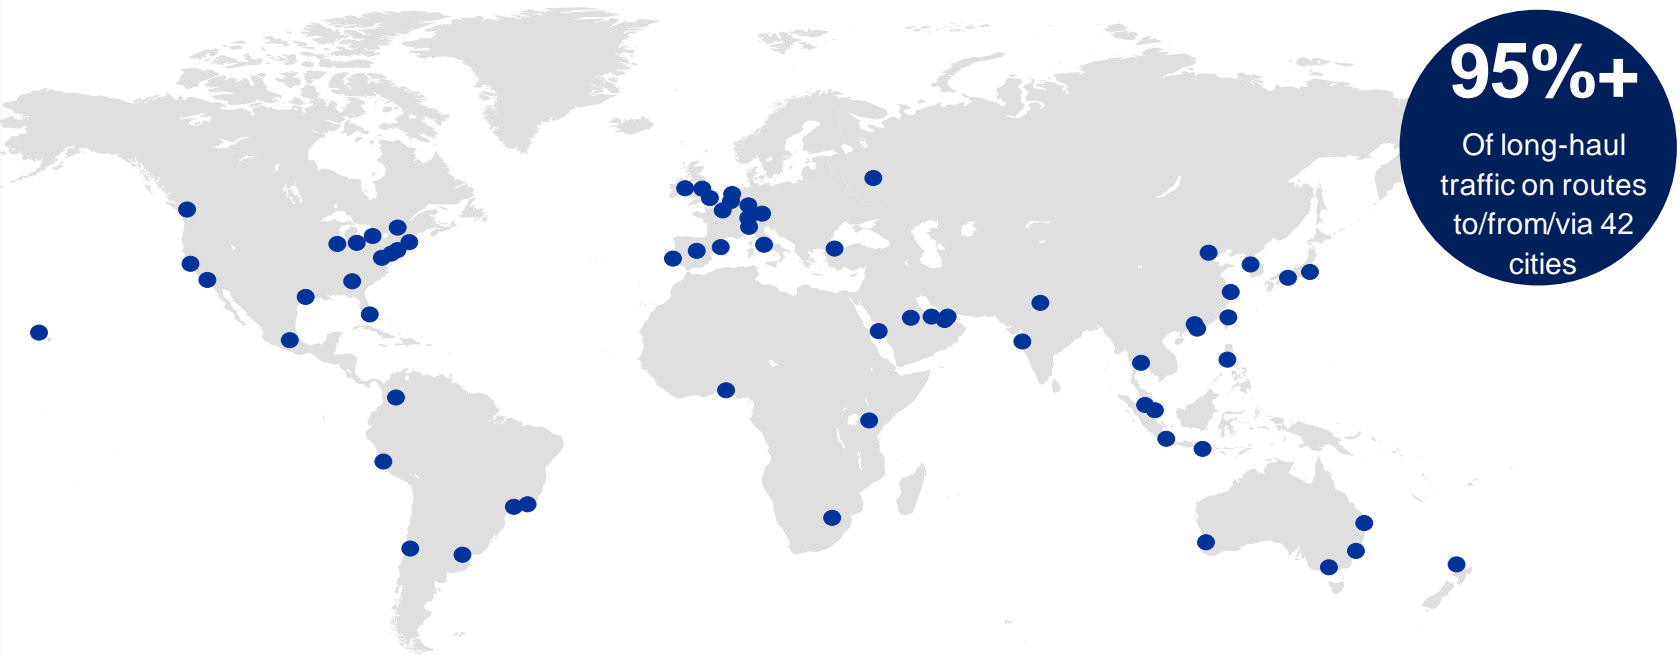 95%+
Of long-haul
traffic on routes
to/from/via 42
cities